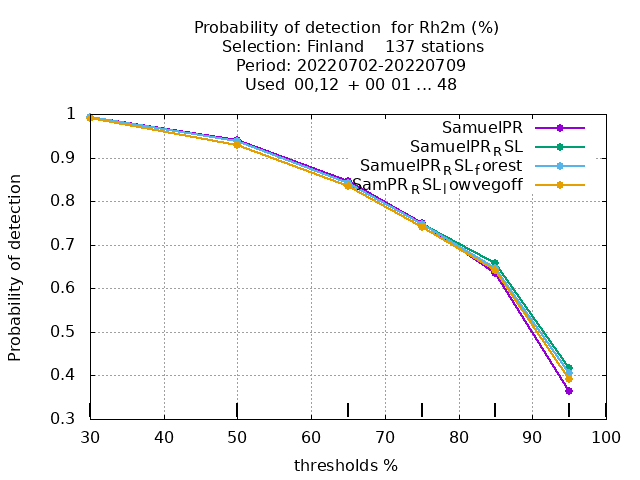 Probability of detection for Rh2m (%)
Selection: Finland 137 stations
Period: 20220702-20220709
Used 00,12 + 00 01 ... 48
SamuelPR
SamuelPR_RSL
SamuelPR_RSL_forest
SamPR_RSL_lowvegoff
1
0.9
0.8
0.7
0.6
0.5
0.4
0.3
Probability of detection
30 40 50 60 70 80 90 100
thresholds %